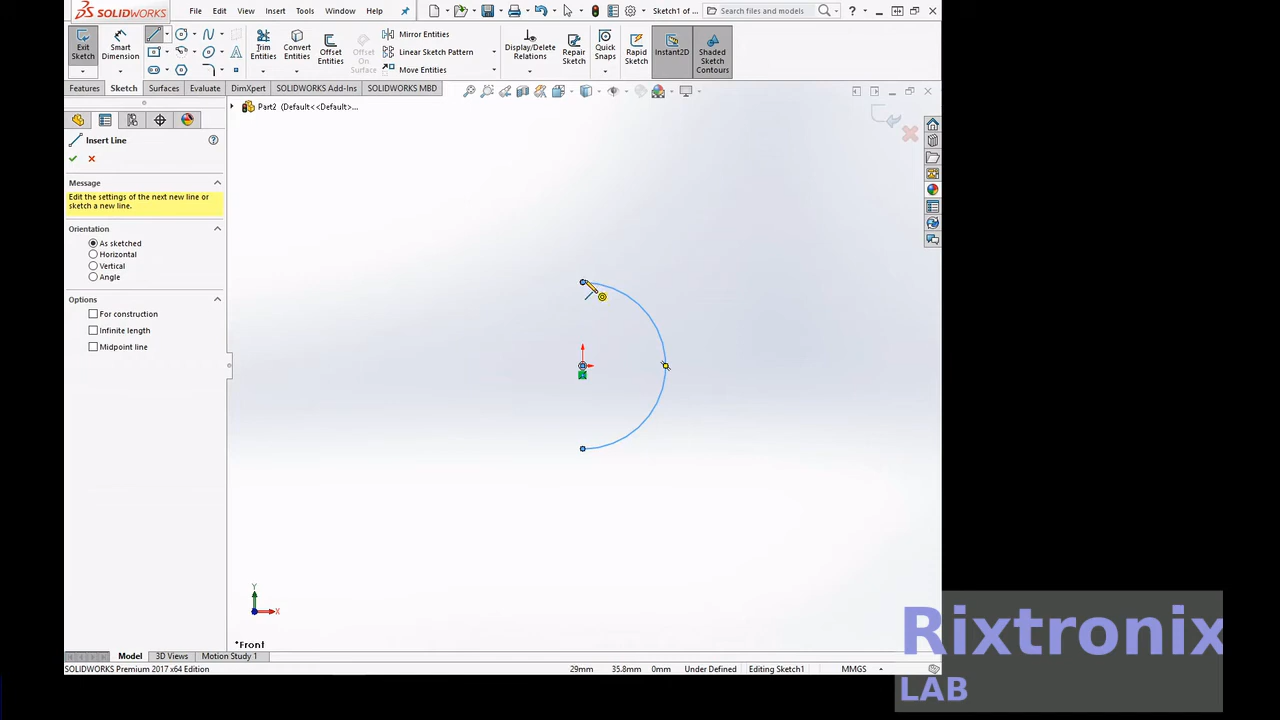 SOLIDWORKS File Edit View Insert Tools Window Sketch1 of ... Search files and models ?
Exit Sketch Smart Dimension Trim Entities Convert Entities Offset Entities Offset On Surface Mirror Entities Linear Sketch Pattern Move Entities Display/Delete Relations Repair Sketch Quick Snaps Rapid Sketch Instant2D Shaded Sketch Contours
Features Sketch Surfaces Evaluate DimXpert SOLIDWORKS Add-Ins SOLIDWORKS MBD
Part2 (Default<<Default>...
Insert Line
Message
Edit the settings of the next new line or
sketch a new line.
Orientation
As sketched
Horizontal
Vertical
Angle
Options
For construction
Infinite length
Midpoint line
Y
X
*Front
Model 3D Views Motion Study 1
SOLIDWORKS Premium 2017 x64 Edition 29mm 35.8mm 0mm Under Defined Editing Sketch1 MMGS
Rixtronix
LAB